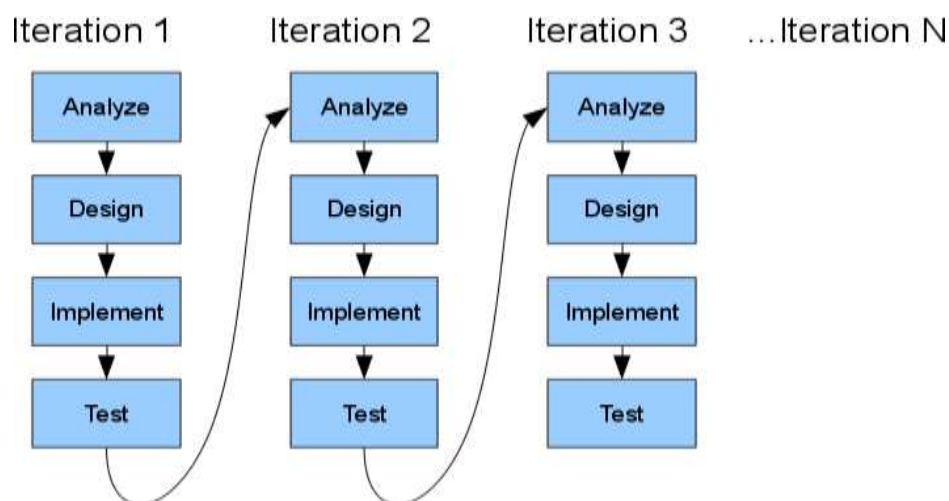 Iteration 1
Iteration 2
Iteration 3
...Iteration N
Analyze
Design
Implement
Test
Analyze
Design
Implement
Test
Analyze
Design
Implement
Test